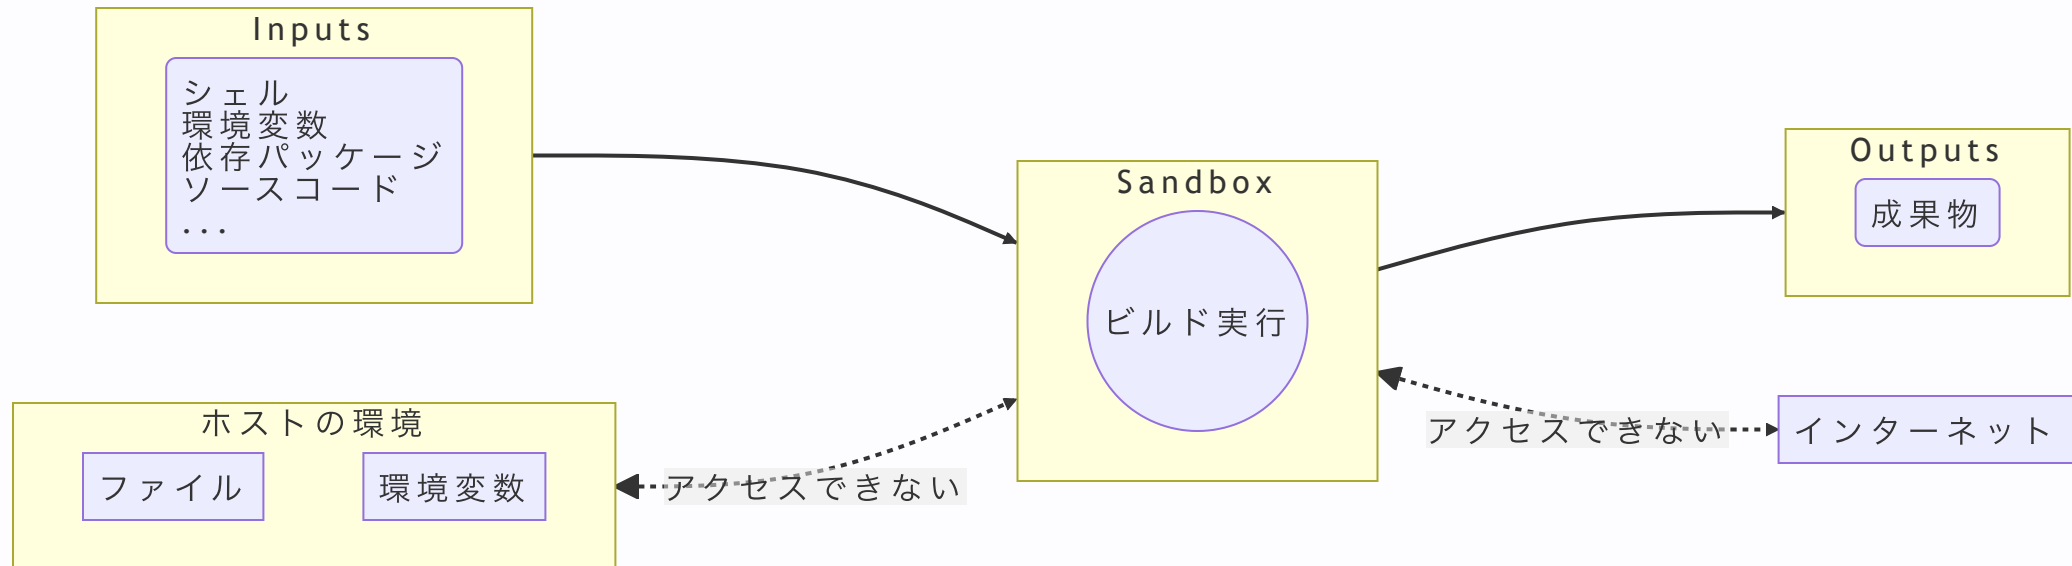 Inputs
シェル
環境変数
依存パッケージ
ソースコード
...
Sandbox
ビルド実行
Outputs
成果物
ホストの環境
ファイル
環境変数
アクセスできない
アクセスできない
インターネット